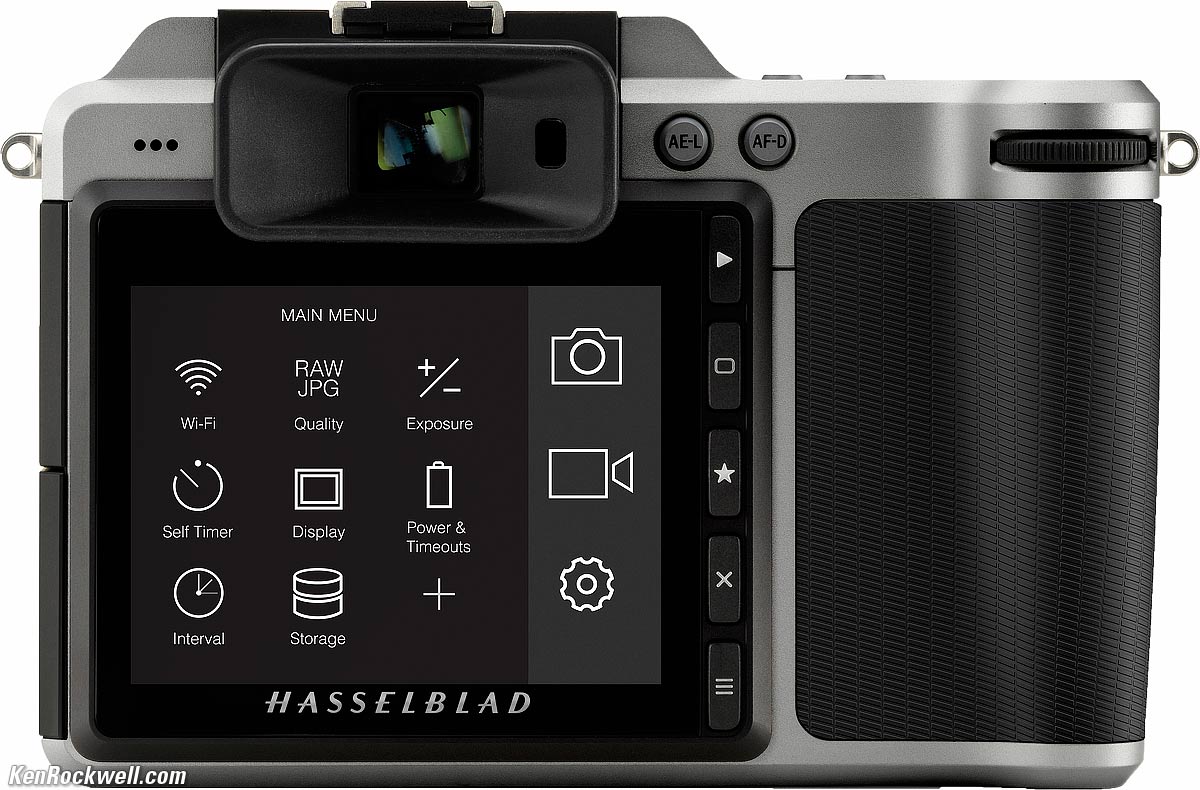 AE-L AF-D
MAIN MENU
RAW
JPG
Wi-Fi Quality Exposure
Self Timer Display Power &
Timeouts
Interval Storage
HASSELBLAD
KenRockwell.com